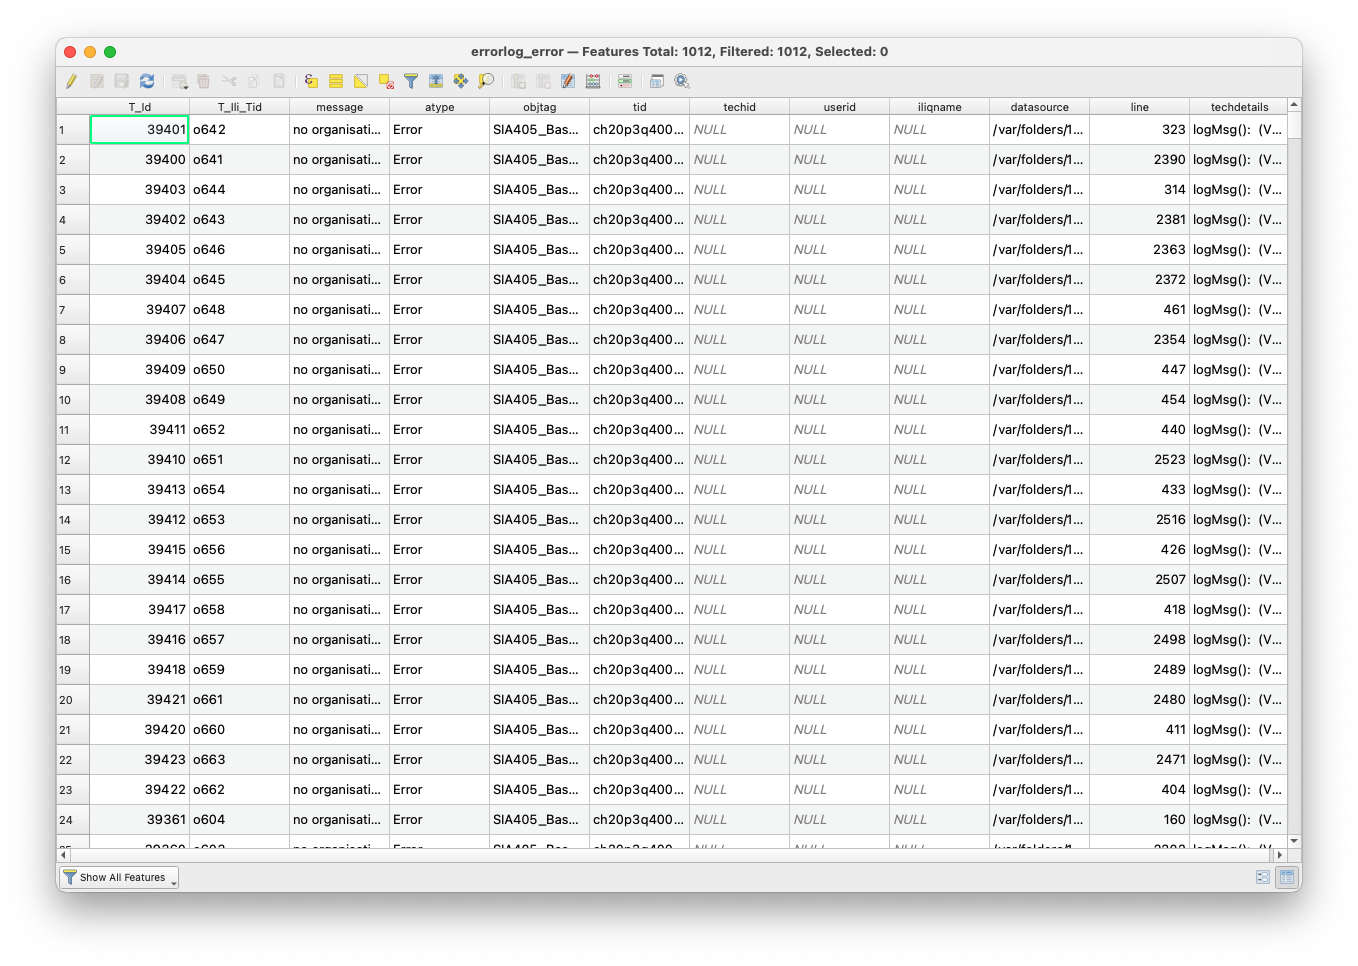 errorlog_error — Features Total: 1012, Filtered: 1012, Selected: 0
T_Id T_Ili_Tid message atype objtag tid techid userid iliqname datasource line techdetails
1 39401 o642 no organisati... Error SIA405_Bas... ch20p3q400... NULL NULL NULL /var/folders/1... 323 logMsg(): (V...
2 39400 o641 no organisati... Error SIA405_Bas... ch20p3q400... NULL NULL NULL /var/folders/1... 2390 logMsg(): (V...
3 39403 o644 no organisati... Error SIA405_Bas... ch20p3q400... NULL NULL NULL /var/folders/1... 314 logMsg(): (V...
4 39402 o643 no organisati... Error SIA405_Bas... ch20p3q400... NULL NULL NULL /var/folders/1... 2381 logMsg(): (V...
5 39405 o646 no organisati... Error SIA405_Bas... ch20p3q400... NULL NULL NULL /var/folders/1... 2363 logMsg(): (V...
6 39404 o645 no organisati... Error SIA405_Bas... ch20p3q400... NULL NULL NULL /var/folders/1... 2372 logMsg(): (V...
7 39407 o648 no organisati... Error SIA405_Bas... ch20p3q400... NULL NULL NULL /var/folders/1... 461 logMsg(): (V...
8 39406 o647 no organisati... Error SIA405_Bas... ch20p3q400... NULL NULL NULL /var/folders/1... 2354 logMsg(): (V...
9 39409 o650 no organisati... Error SIA405_Bas... ch20p3q400... NULL NULL NULL /var/folders/1... 447 logMsg(): (V...
10 39408 o649 no organisati... Error SIA405_Bas... ch20p3q400... NULL NULL NULL /var/folders/1... 454 logMsg(): (V...
11 39411 o652 no organisati... Error SIA405_Bas... ch20p3q400... NULL NULL NULL /var/folders/1... 440 logMsg(): (V...
12 39410 o651 no organisati... Error SIA405_Bas... ch20p3q400... NULL NULL NULL /var/folders/1... 2523 logMsg(): (V...
13 39413 o654 no organisati... Error SIA405_Bas... ch20p3q400... NULL NULL NULL /var/folders/1... 433 logMsg(): (V...
14 39412 o653 no organisati... Error SIA405_Bas... ch20p3q400... NULL NULL NULL /var/folders/1... 2516 logMsg(): (V...
15 39415 o656 no organisati... Error SIA405_Bas... ch20p3q400... NULL NULL NULL /var/folders/1... 426 logMsg(): (V...
16 39414 o655 no organisati... Error SIA405_Bas... ch20p3q400... NULL NULL NULL /var/folders/1... 2507 logMsg(): (V...
17 39417 o658 no organisati... Error SIA405_Bas... ch20p3q400... NULL NULL NULL /var/folders/1... 418 logMsg(): (V...
18 39416 o657 no organisati... Error SIA405_Bas... ch20p3q400... NULL NULL NULL /var/folders/1... 2498 logMsg(): (V...
19 39418 o659 no organisati... Error SIA405_Bas... ch20p3q400... NULL NULL NULL /var/folders/1... 2489 logMsg(): (V...
20 39421 o661 no organisati... Error SIA405_Bas... ch20p3q400... NULL NULL NULL /var/folders/1... 2480 logMsg(): (V...
21 39420 o660 no organisati... Error SIA405_Bas... ch20p3q400... NULL NULL NULL /var/folders/1... 411 logMsg(): (V...
22 39423 o663 no organisati... Error SIA405_Bas... ch20p3q400... NULL NULL NULL /var/folders/1... 2471 logMsg(): (V...
23 39422 o662 no organisati... Error SIA405_Bas... ch20p3q400... NULL NULL NULL /var/folders/1... 404 logMsg(): (V...
24 39361 o604 no organisati... Error SIA405_Bas... ch20p3q400... NULL NULL NULL /var/folders/1... 160 logMsg(): (V...
Show All Features